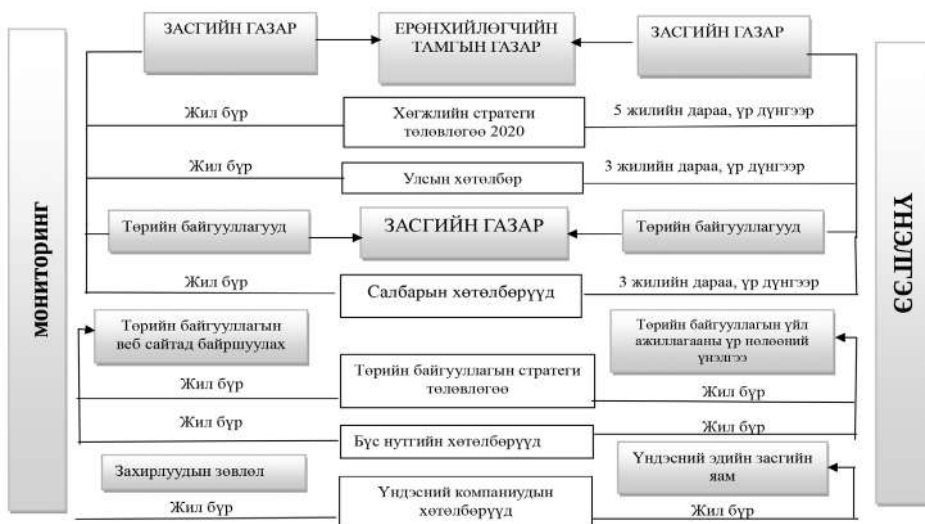 ЗАСГИЙН ГАЗАР
ЕРӨНХИЙЛӨГЧИЙН
ТАМГЫН ГАЗАР
ЗАСГИЙН ГАЗАР
Жил бүр
Хөгжлийн стратеги
төлөвлөгөө 2020
5 жилийн дараа, үр дүнгээр
Жил бүр
Улсын хөтөлбөр
3 жилийн дараа, үр дүнгээр
Төрийн байгууллагууд
ЗАСГИЙН ГАЗАР
Төрийн байгууллагууд
Жил бүр
Салбарын хөтөлбөрүүд
3 жилийн дараа, үр дүнгээр
Төрийн байгууллагын
веб сайтад байршуулах
Төрийн байгууллагын үйл
ажиллагааны үр нөлөөний
үнэлгээ
Жил бүр
Төрийн байгууллагын стратеги
төлөвлөгөө
Жил бүр
Жил бүр
Бүс нутгийн хөтөлбөрүүд
Жил бүр
Захирлуудын зөвлөл
Үндэсний эдийн засгийн
яам
Жил бүр
Үндэсний компаниудын
хөтөлбөрүүд
Жил бүр
мониторинг
ҮНЭЛГЭЭ